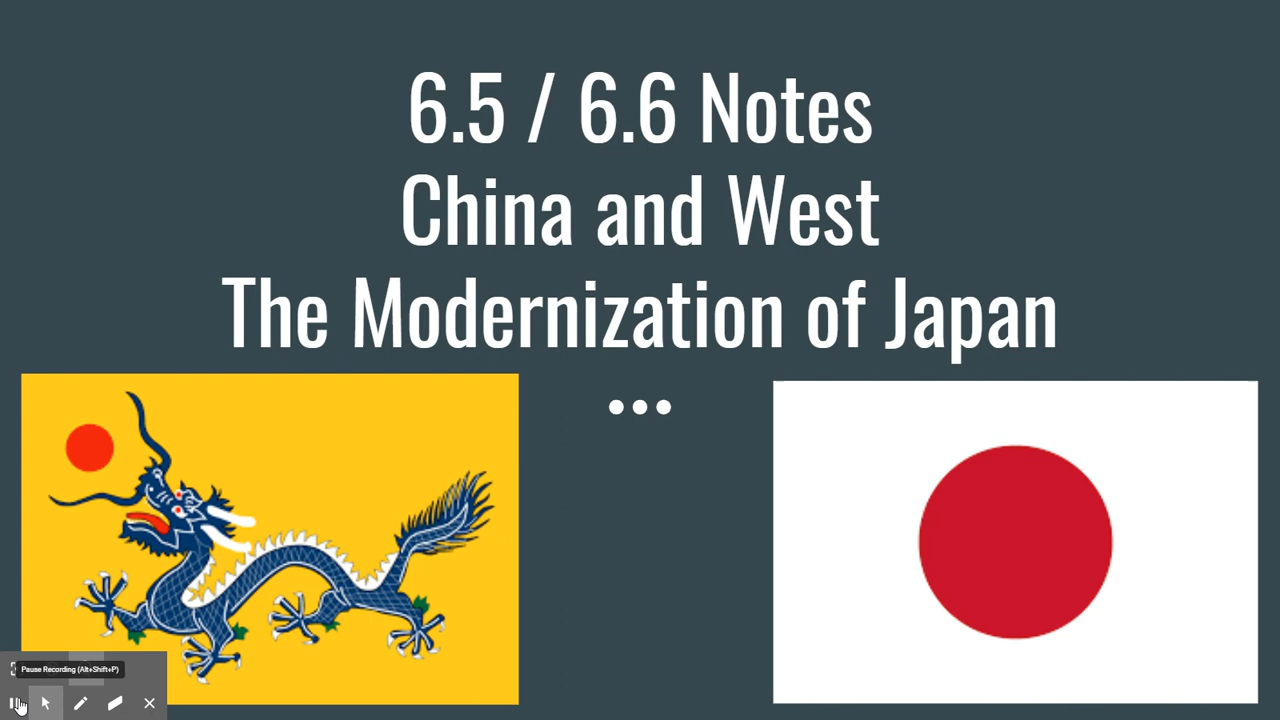 6.5 / 6.6 Notes
China and West
The Modernization of Japan
Pause Recording (Alt+Shift+P)